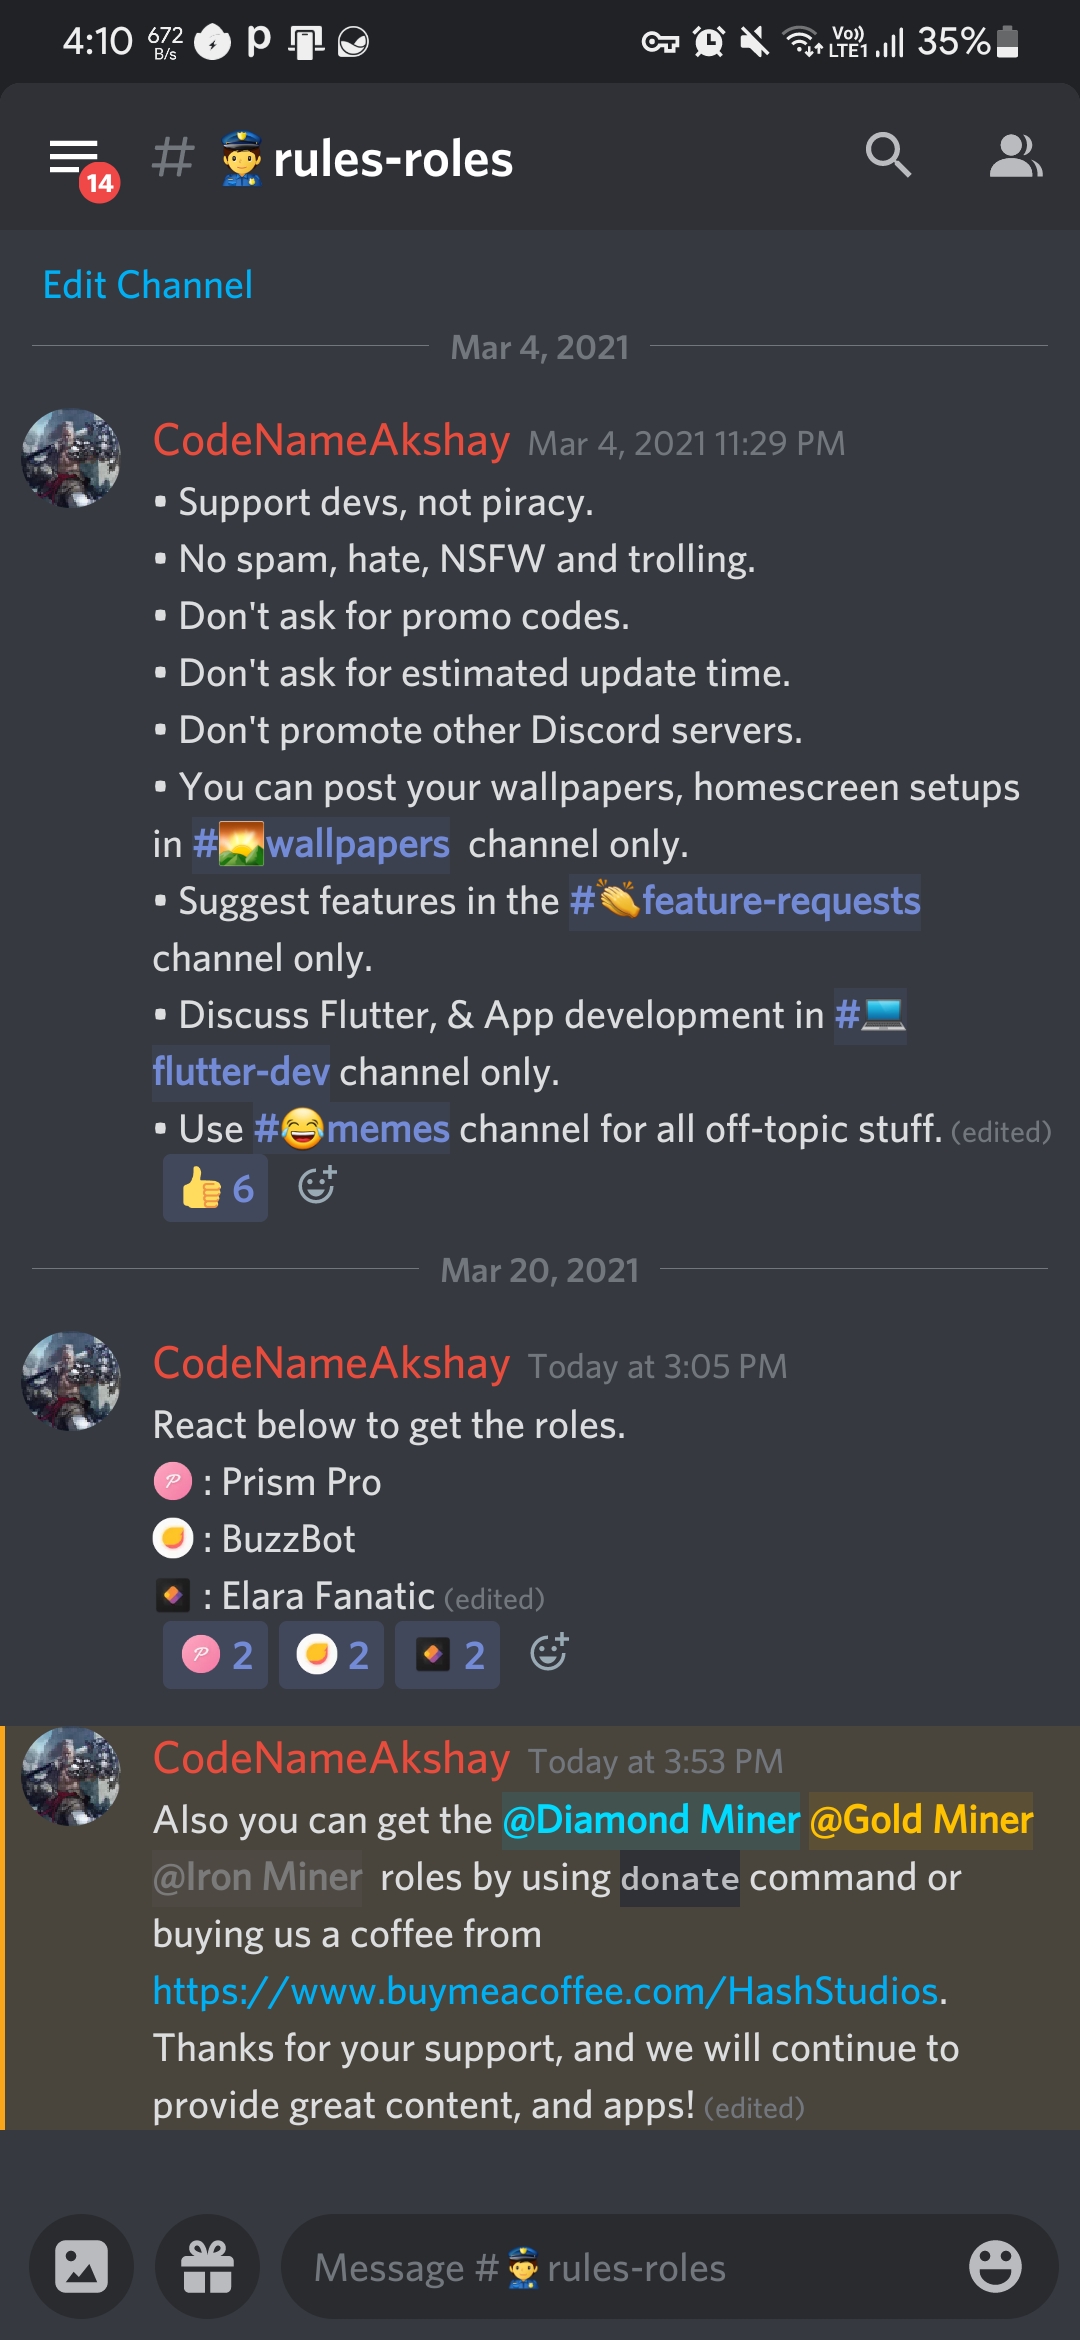 4:10 672 B/s p Vo)) LTE1 35%
14 # 👮rules-roles
Edit Channel
Mar 4, 2021
CodeNameAkshay Mar 4, 2021 11:29 PM
• Support devs, not piracy.
• No spam, hate, NSFW and trolling.
• Don't ask for promo codes.
• Don't ask for estimated update time.
• Don't promote other Discord servers.
• You can post your wallpapers, homescreen setups
in #🌄wallpapers channel only.
• Suggest features in the #👏feature-requests
channel only.
• Discuss Flutter, & App development in #💻
flutter-dev channel only.
• Use #😂memes channel for all off-topic stuff. (edited)
👍 6
Mar 20, 2021
CodeNameAkshay Today at 3:05 PM
React below to get the roles.
P : Prism Pro
: BuzzBot
: Elara Fanatic (edited)
P 2 2 2
CodeNameAkshay Today at 3:53 PM
Also you can get the @Diamond Miner @Gold Miner
@Iron Miner roles by using donate command or
buying us a coffee from
https://www.buymeacoffee.com/HashStudios.
Thanks for your support, and we will continue to
provide great content, and apps! (edited)
Message #👮rules-roles